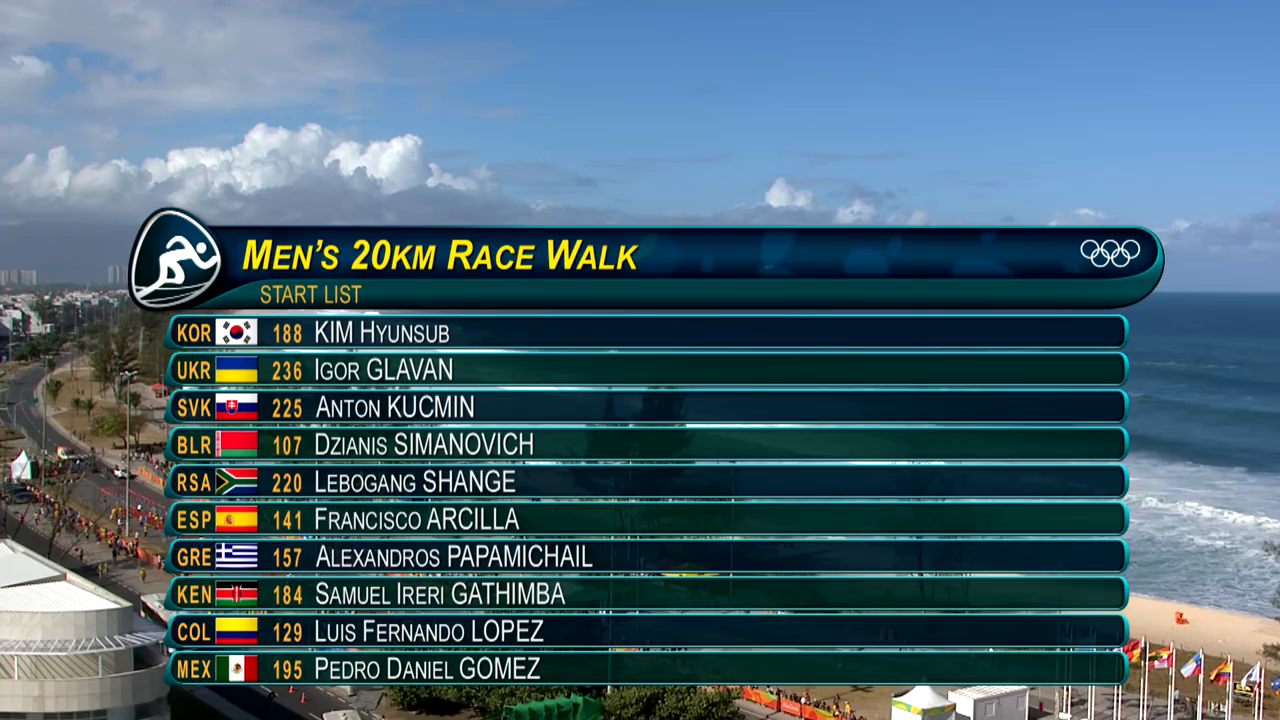 MEN'S 20KM RACE WALK
START LIST
KOR 188 KIM HYUNSUB
UKR 236 IGOR GLAVAN
SVK 225 ANTON KUCMIN
BLR 107 DZIANIS SIMANOVICH
RSA 220 LEBOGANG SHANGE
ESP 141 FRANCISCO ARCILLA
GRE 157 ALEXANDROS PAPAMICHAIL
KEN 184 SAMUEL IRERI GATHIMBA
COL 129 LUIS FERNANDO LOPEZ
MEX 195 PEDRO DANIEL GOMEZ